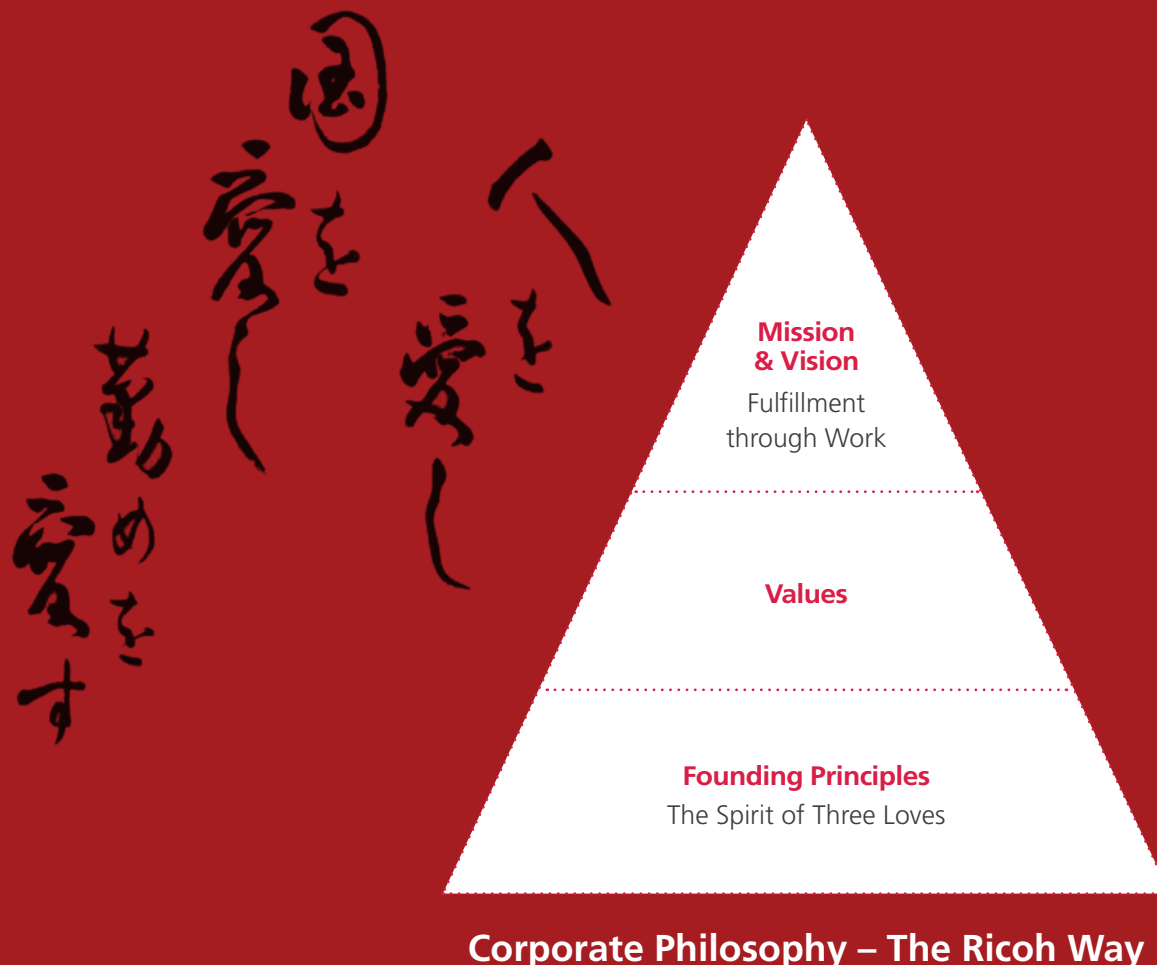 人を
愛し
国を
愛し
勤めを
愛す
Mission
& Vision
Fulfillment
through Work
Values
Founding Principles
The Spirit of Three Loves
Corporate Philosophy – The Ricoh Way